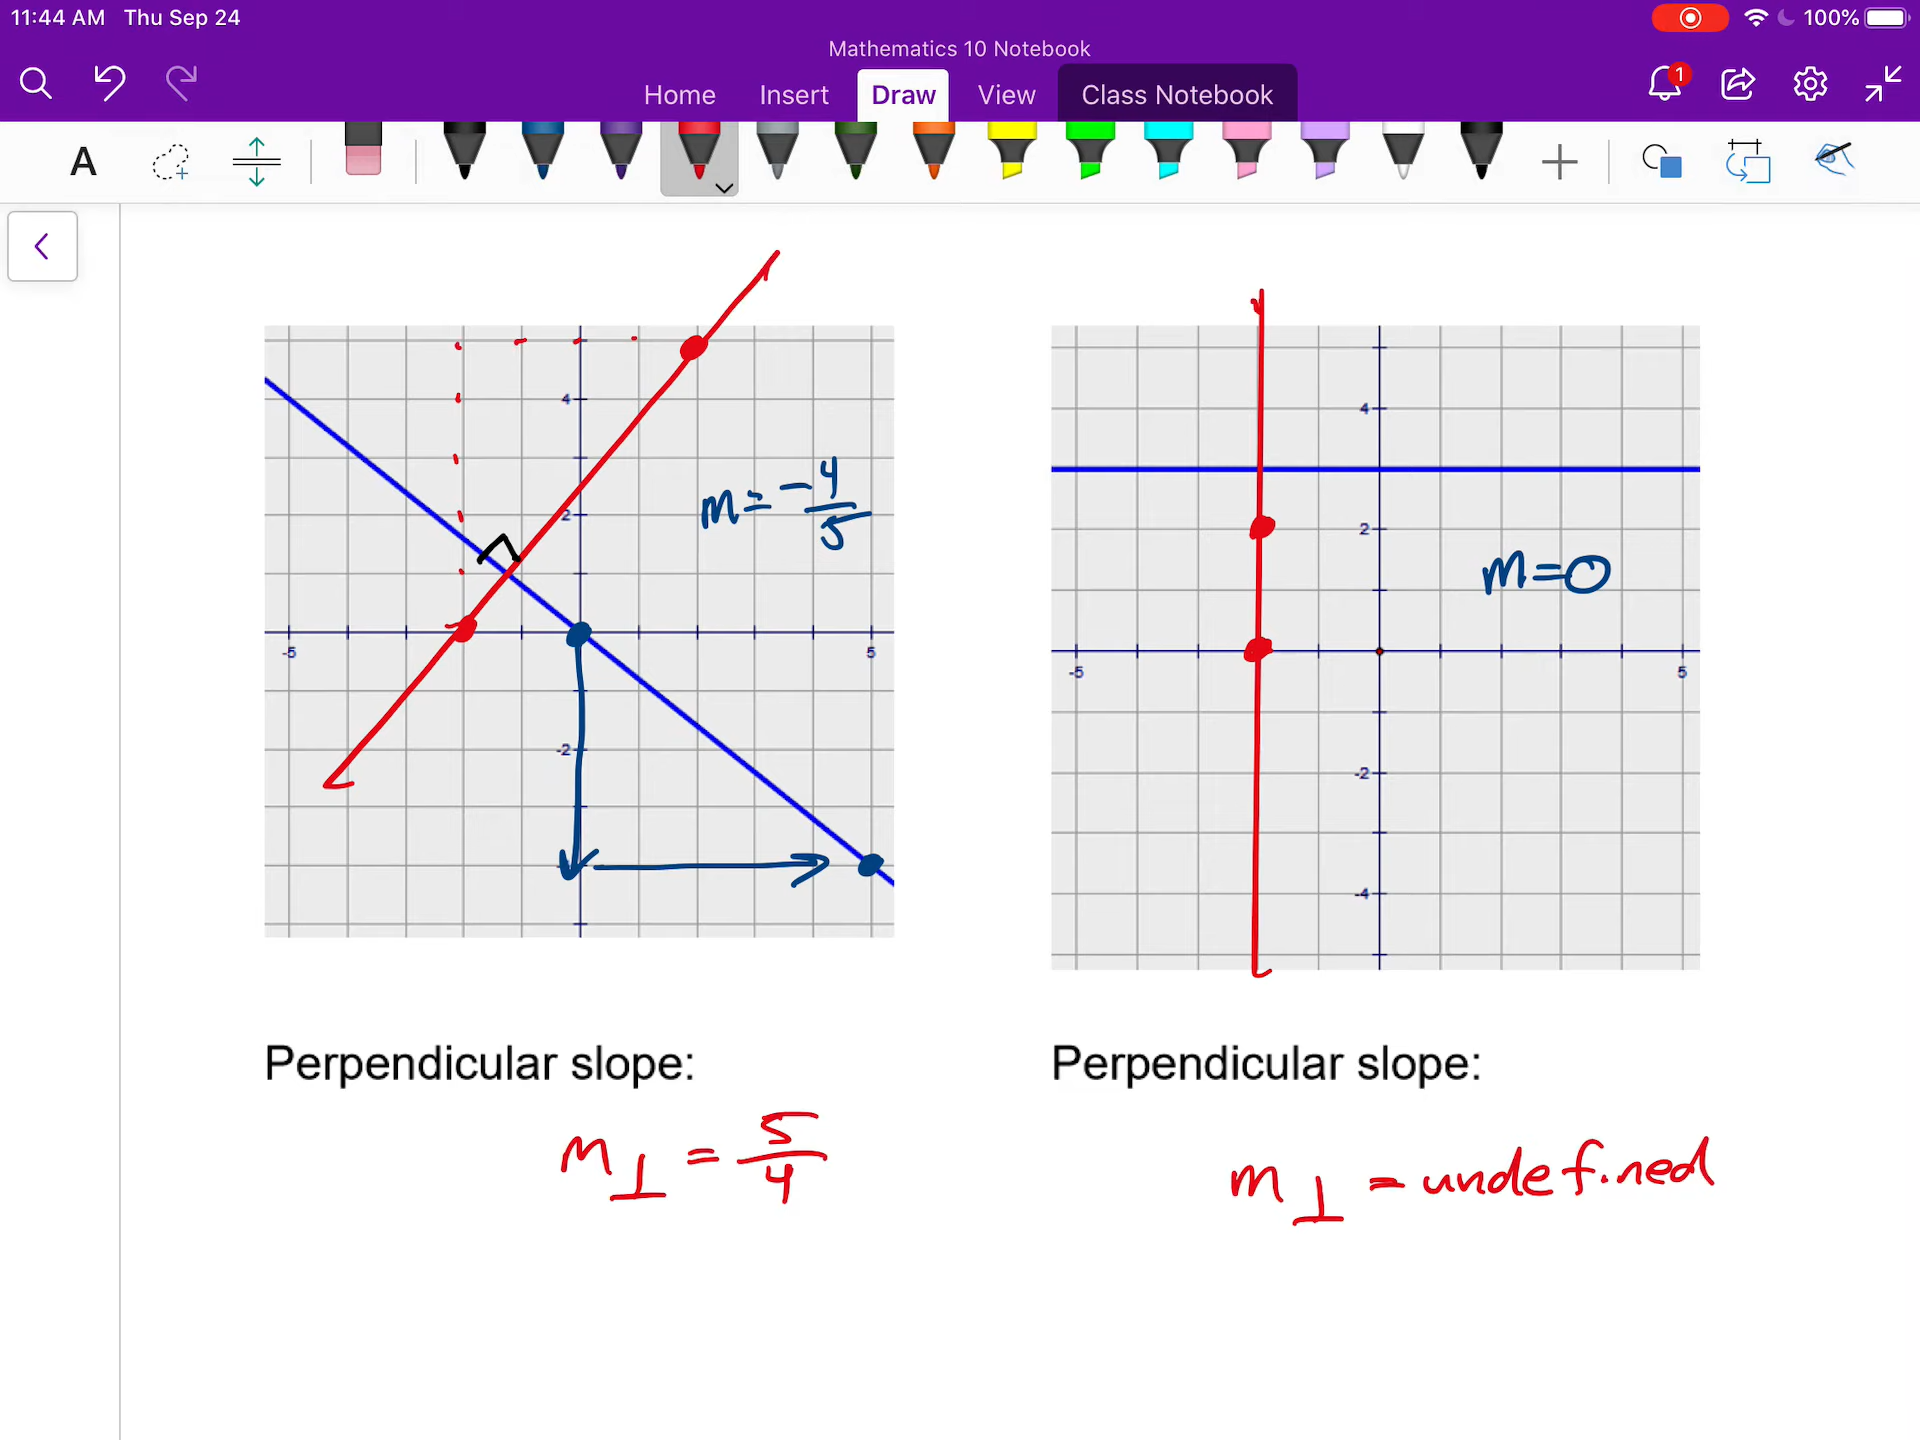 11:44 AM Thu Sep 24
100%
Mathematics 10 Notebook
Home Insert Draw View Class Notebook
1
A
4
2
-5
5
-2
m = -4/5
4
2
-5
5
-2
-4
m = 0
Perpendicular slope:
m⊥ = 5/4
Perpendicular slope:
m⊥ = undefined